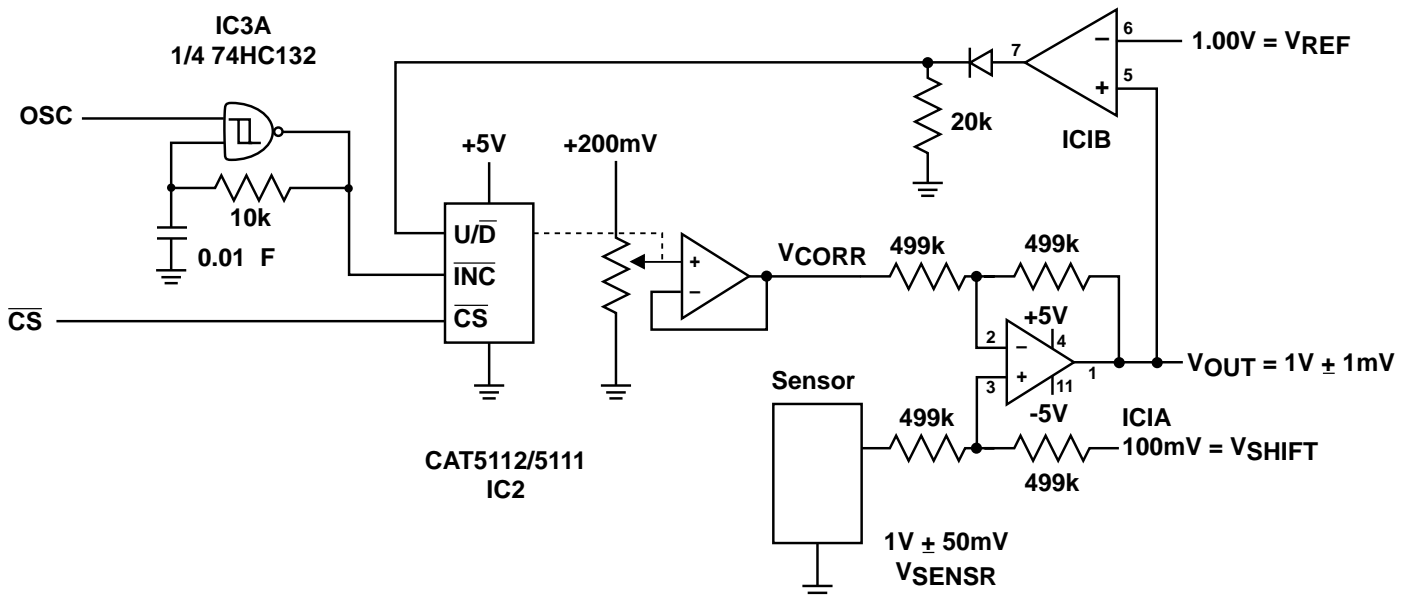 IC3A
1/4 74HC132
OSC
10k
0.01 F
CS
+5V
U/D
INC
CS
CAT5112/5111
IC2
+200mV
+
–
VCORR
499k
499k
7
–
6
+
5
1.00V = VREF
20k
ICIB
+5V
2
–
4
3
+
11
1
-5V
VOUT = 1V ± 1mV
Sensor
499k
499k
ICIA
100mV = VSHIFT
1V ± 50mV
VSENSR